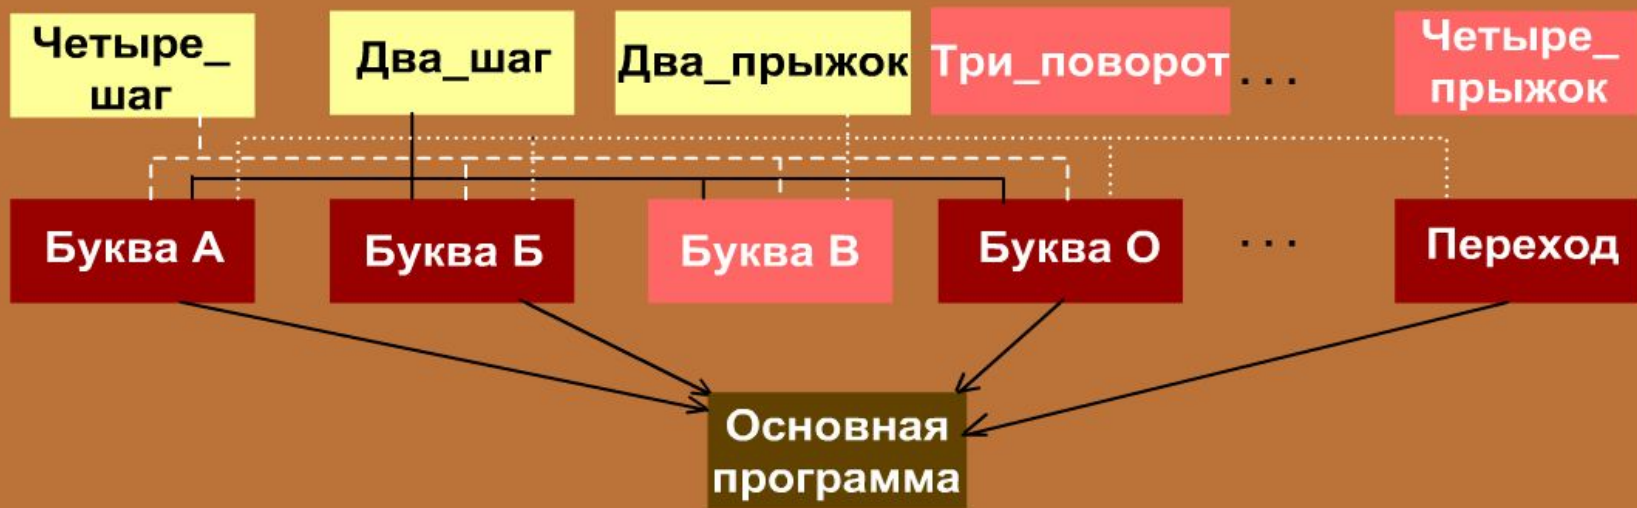 Четыре_
шаг
Два_шаг
Два_прыжок
Три_поворот
...
Четыре_
прыжок
Буква А
Буква Б
Буква В
Буква О
...
Переход
Основная
программа